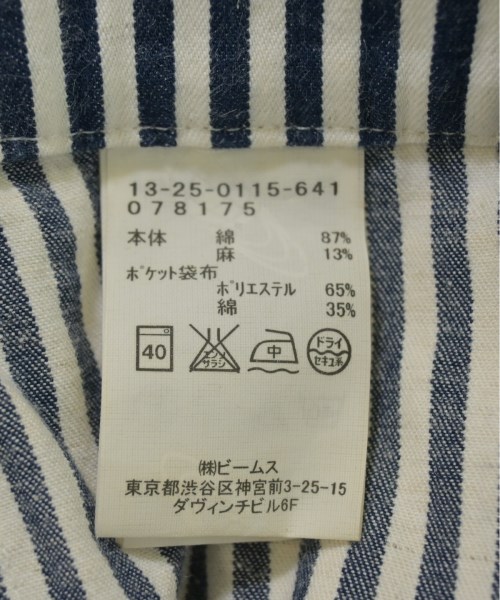 13-25-0115-641
078175
本体 綿 87%
麻 13%
ポケット袋布
ポリエステル 65%
綿 35%
40 エンソ サラシ 中 ドライ セキユ系
㈱ビームス
東京都渋谷区神宮前3-25-15
ダヴィンチビル6F